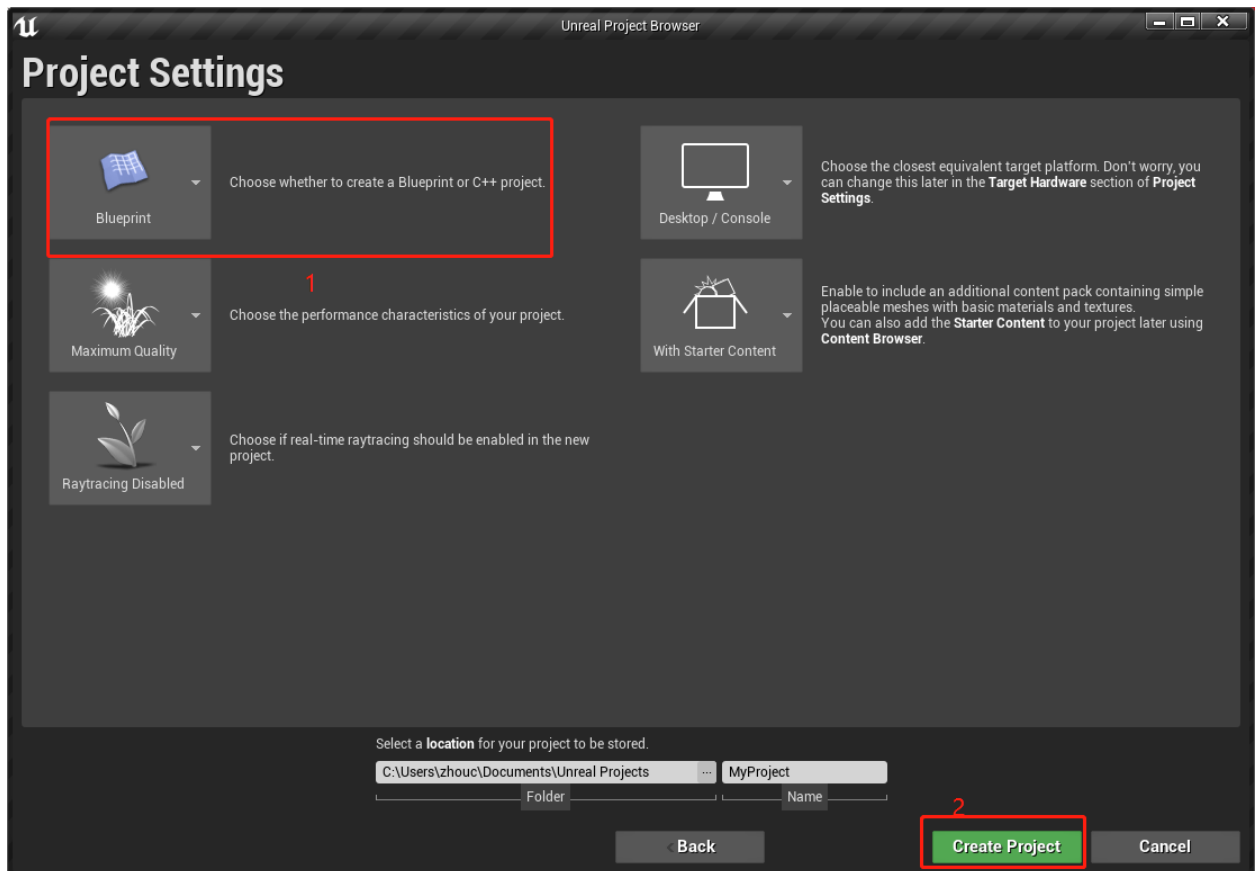 Unreal Project Browser
Project Settings
Blueprint
Choose whether to create a Blueprint or C++ project.
1
Desktop / Console
Choose the closest equivalent target platform. Don't worry, you
can change this later in the Target Hardware section of Project
Settings.
Maximum Quality
Choose the performance characteristics of your project.
With Starter Content
Enable to include an additional content pack containing simple
placeable meshes with basic materials and textures.
You can also add the Starter Content to your project later using
Content Browser.
Raytracing Disabled
Choose if real-time raytracing should be enabled in the new
project.
Select a location for your project to be stored.
C:\Users\zhouc\Documents\Unreal Projects
...
MyProject
Folder
Name
2
Back
Create Project
Cancel